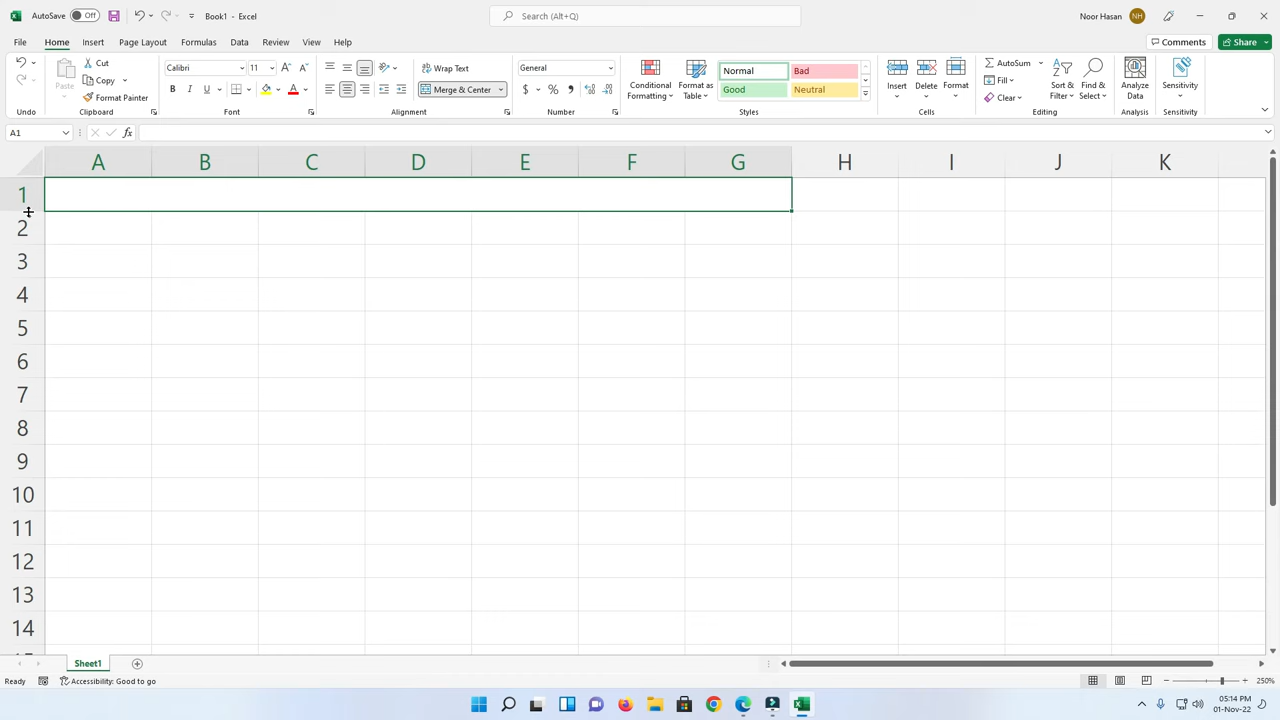 AutoSave Off Book1 - Excel Search (Alt+Q) Noor Hasan NH
File Home Insert Page Layout Formulas Data Review View Help Comments Share
Cut
Copy
Format Painter
Paste
Undo
Clipboard
Calibri 11
B I U A
Font
Wrap Text
Merge & Center
Alignment
General
$ % ,
Number
Conditional
Formatting
Format as
Table
Normal Bad
Good Neutral
Styles
Insert Delete Format
Cells
AutoSum
Fill
Clear
Sort &
Filter
Find &
Select
Editing
Analyze
Data
Analysis
Sensitivity
Sensitivity
A1 fx
A B C D E F G H I J K
1
2
3
4
5
6
7
8
9
10
11
12
13
14
Sheet1
Ready Accessibility: Good to go 250%
05:14 PM
01-Nov-22